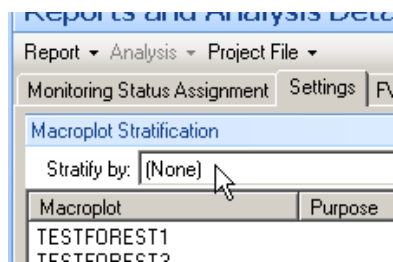 Reports and Analysis
Report Analysis Project File
Monitoring Status Assignment Settings
Macroplot Stratification
Stratify by: (None)
Macroplot Purpose
TESTFOREST1